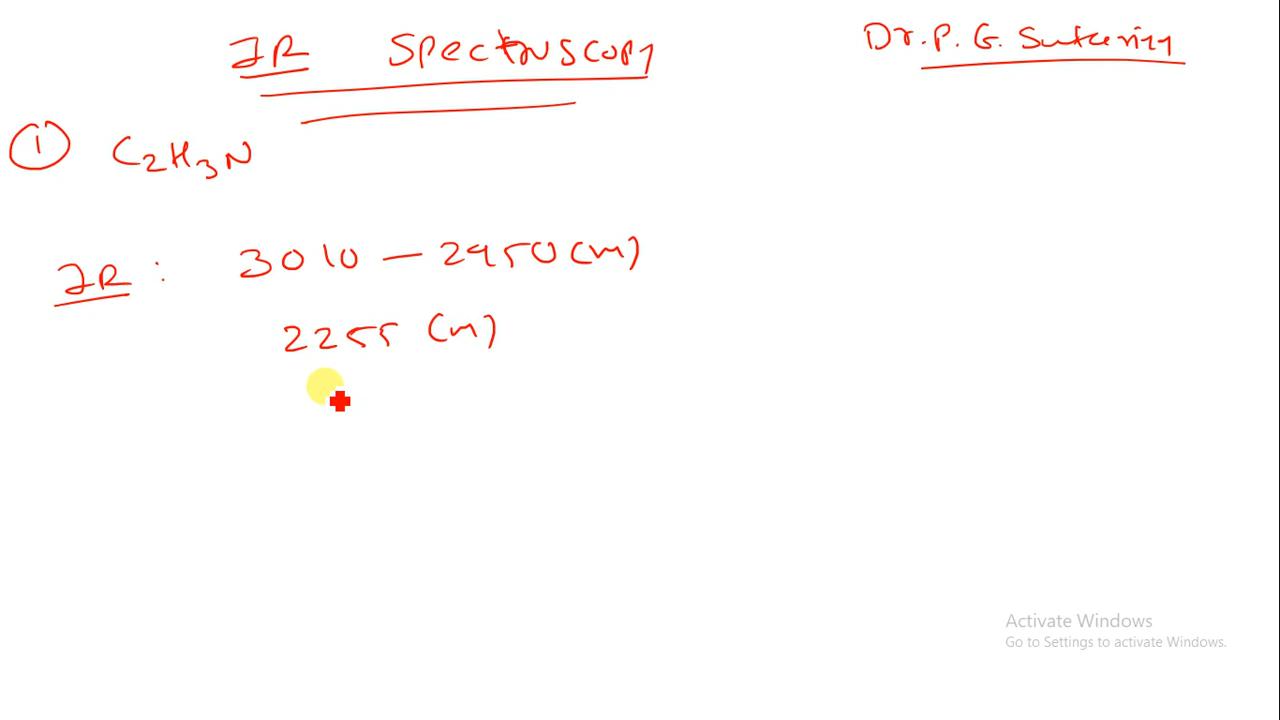 IR Spectroscopy
Dr. P. G. Sutariya
① C₂H₃N
IR : 3010 — 2950 (m)
2255 (m)
Activate Windows
Go to Settings to activate Windows.